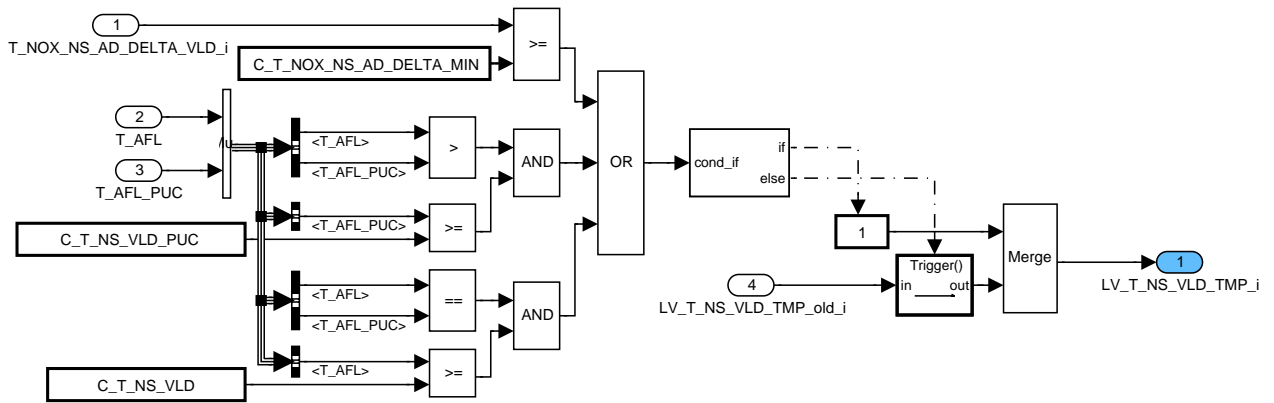 1
T_NOX_NS_AD_DELTA_VLD_i
C_T_NOX_NS_AD_DELTA_MIN
>=
2
T_AFL
3
T_AFL_PUC
<T_AFL>
<T_AFL_PUC>
>
AND
<T_AFL_PUC>
>=
C_T_NS_VLD_PUC
OR
cond_if
if
else
1
Merge
1
LV_T_NS_VLD_TMP_i
Trigger()
in
out
4
LV_T_NS_VLD_TMP_old_i
<T_AFL>
<T_AFL_PUC>
==
AND
<T_AFL>
>=
C_T_NS_VLD